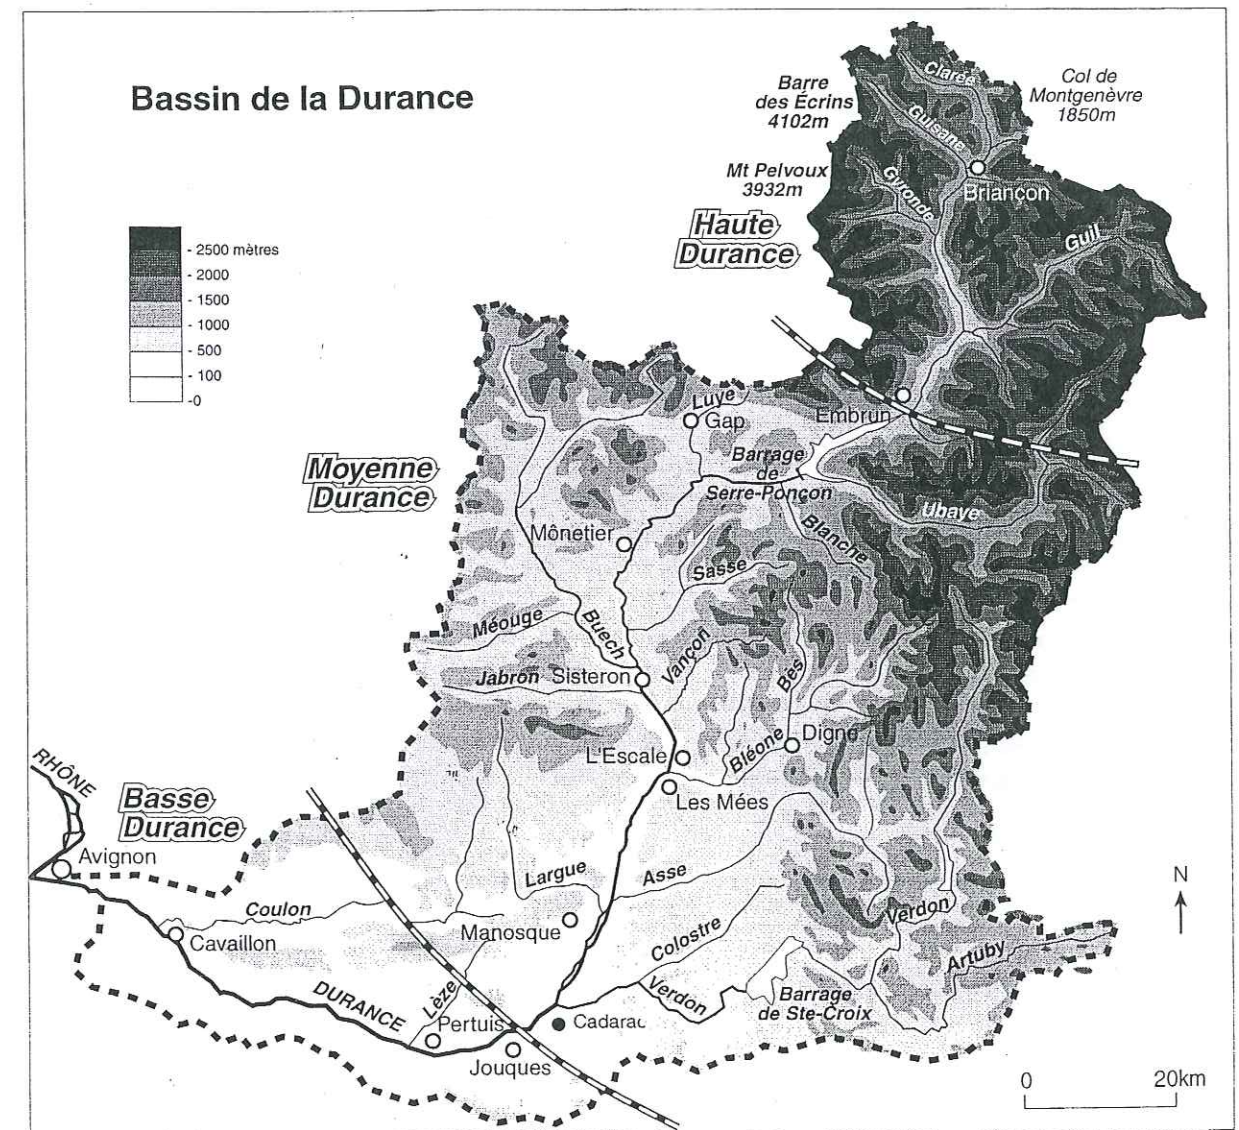 Bassin de la Durance
Barre
des Écrins
4102m
Clarée
Col de
Montgenèvre
1850m
Guisane
Mt Pelvoux
3932m
Gironde
Briançon
Haute
Durance
Guil
- 2500 mètres
- 2000
- 1500
- 1000
- 500
- 100
-0
Luye
Gap
Embrun
Barrage
de
Serre-Ponçon
Moyenne
Durance
Ubaye
Blanche
Mônetier
Sasse
Méouge
Buech
Vançon
Bès
Jabron
Sisteron
Digne
L'Escale
Bléone
Les Mées
RHÔNE
Basse
Durance
Avignon
Largue
Asse
N
Coulon
Verdon
Manosque
Cavaillon
Colostre
Artuby
DURANCE
Lèze
Verdon
Barrage
de Ste-Croix
Pertuis
Cadarac
Jouques
0
20km